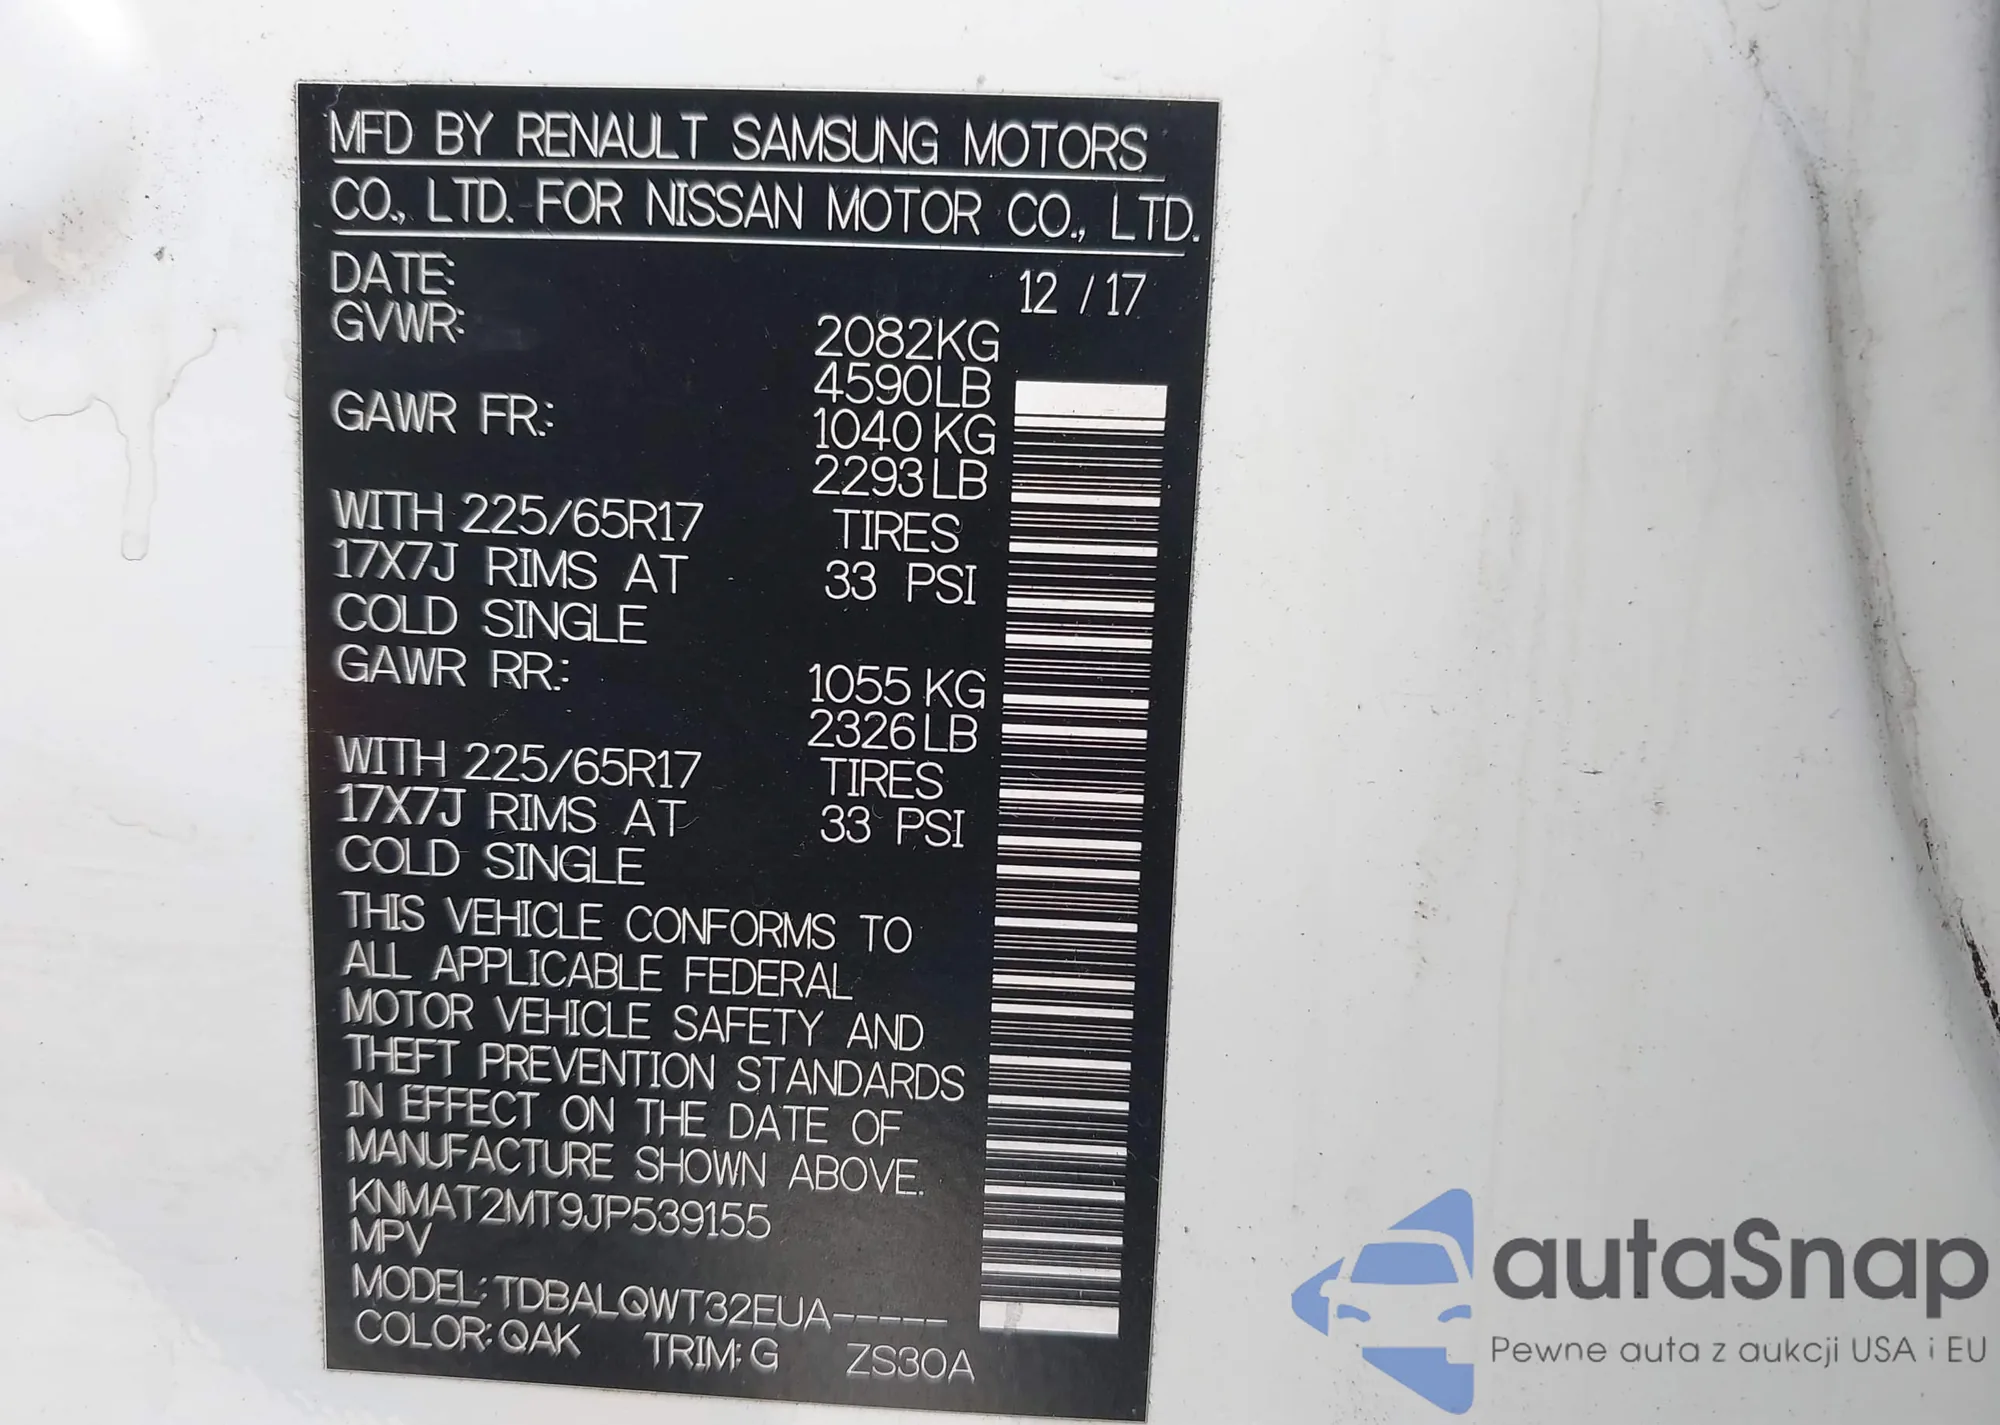 MFD BY RENAULT SAMSUNG MOTORS
CO., LTD. FOR NISSAN MOTOR CO., LTD.
DATE: 12 / 17
GVWR: 2082KG
4590LB
GAWR FR.: 1040 KG
2293 LB
WITH 225/65R17 TIRES
17X7J RIMS AT 33 PSI
COLD SINGLE
GAWR RR.: 1055 KG
2326 LB
WITH 225/65R17 TIRES
17X7J RIMS AT 33 PSI
COLD SINGLE
THIS VEHICLE CONFORMS TO
ALL APPLICABLE FEDERAL
MOTOR VEHICLE SAFETY AND
THEFT PREVENTION STANDARDS
IN EFFECT ON THE DATE OF
MANUFACTURE SHOWN ABOVE.
KNMAT2MT9JP539155
MPV
MODEL: TDBALQWT32EUA-----
COLOR: QAK TRIM: G ZS30A
autaSnap
Pewne auta z aukcji USA i EU